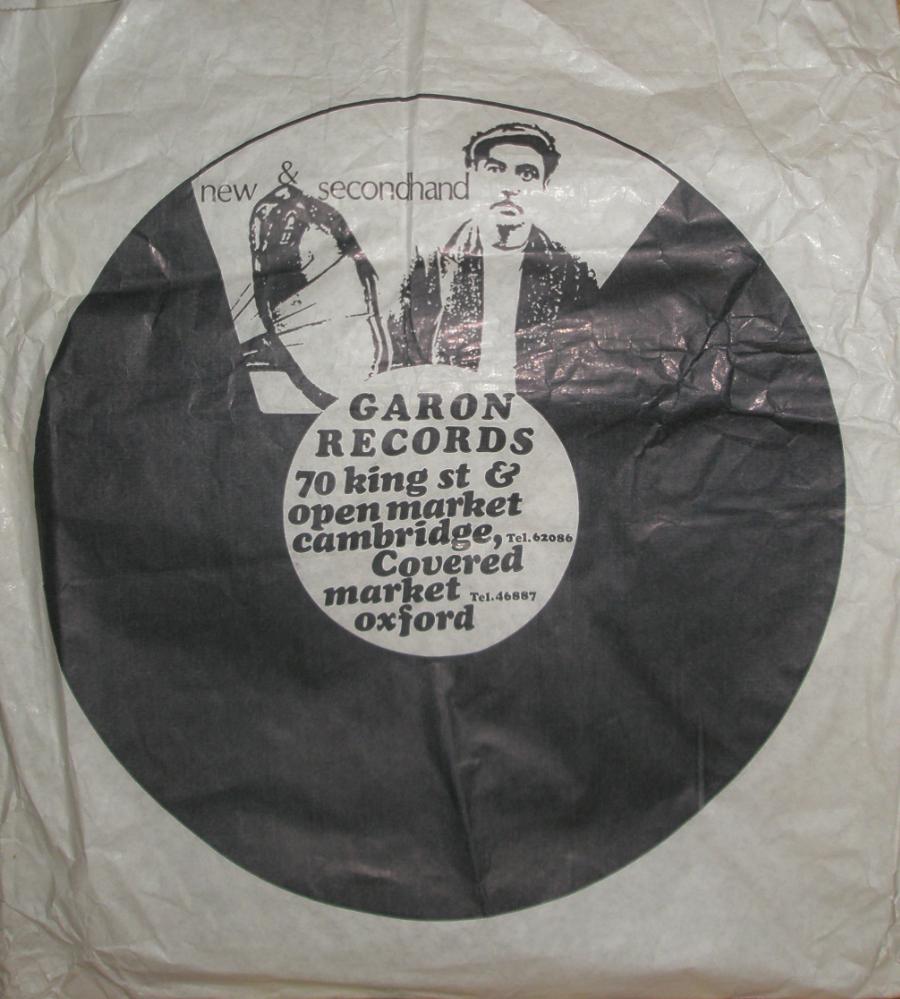 new & secondhand
GARON
RECORDS
70 king st &
open market
cambridge, Tel.62086
Covered
market Tel.46887
oxford